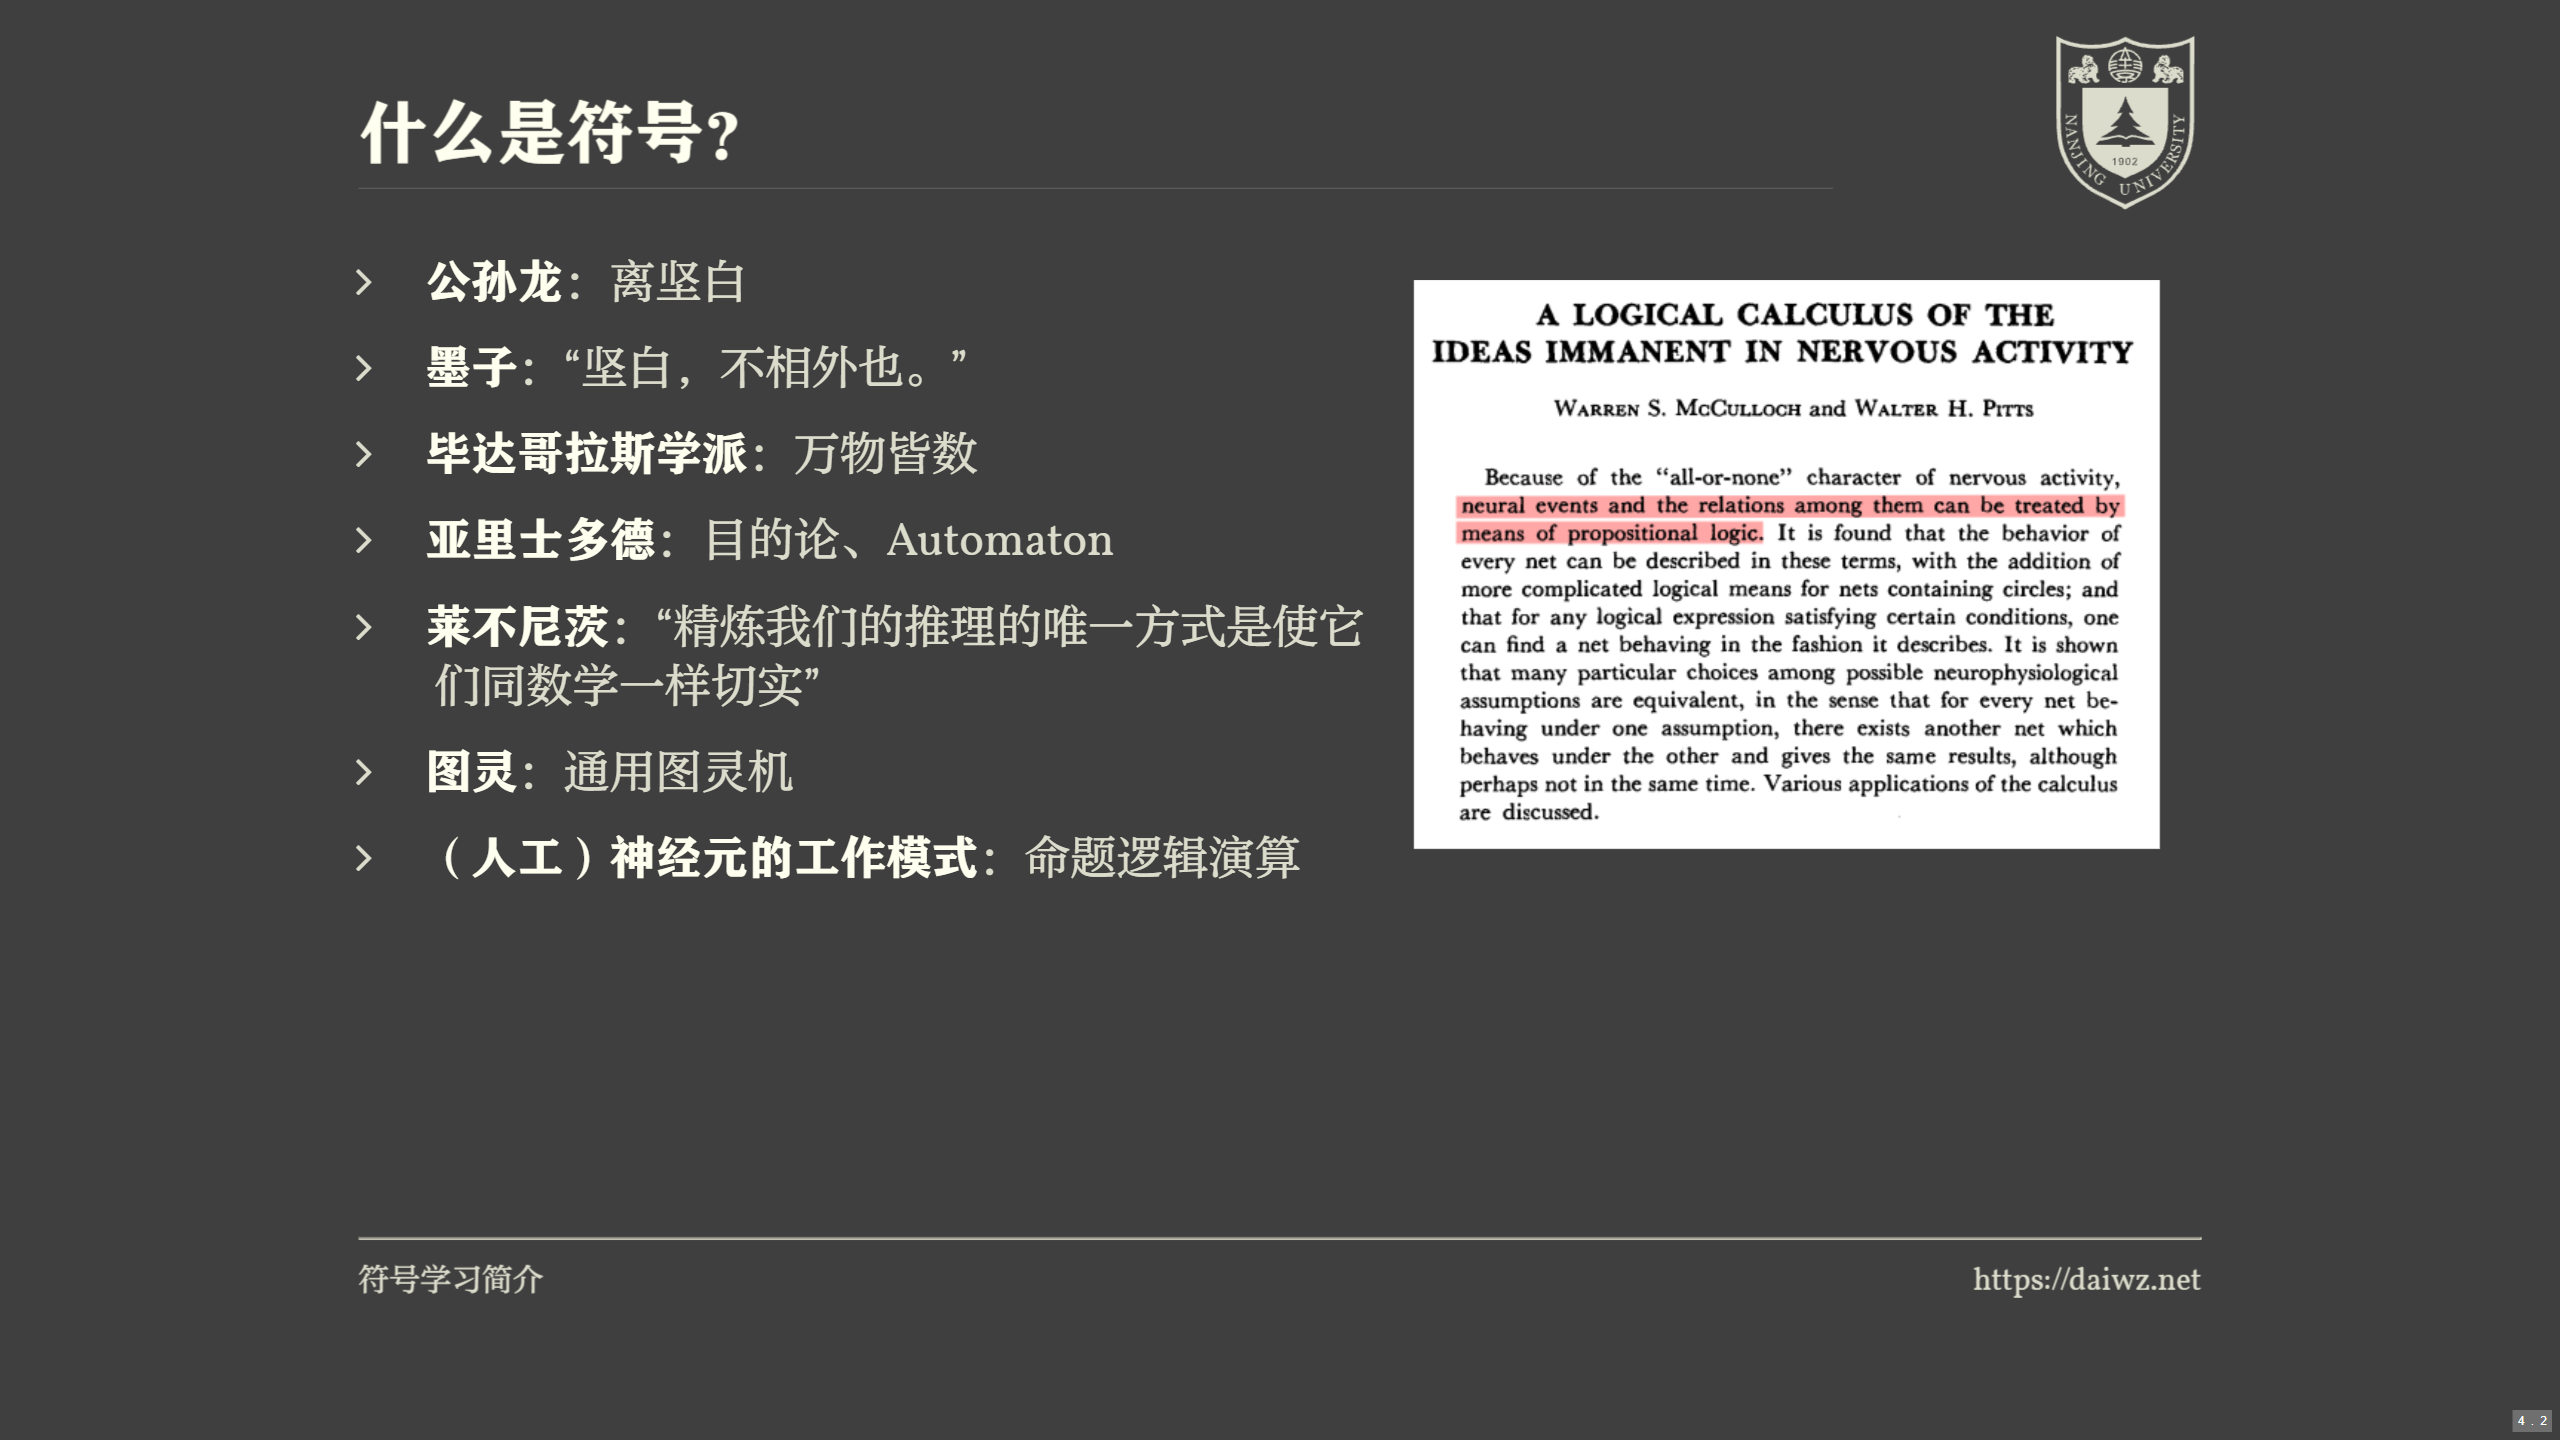 什么是符号?
NANJING UNIVERSITY
1902
公孙龙：离坚白
墨子：“坚白，不相外也。”
毕达哥拉斯学派：万物皆数
亚里士多德：目的论、Automaton
莱不尼茨：“精炼我们的推理的唯一方式是使它
们同数学一样切实”
图灵：通用图灵机
（人工）神经元的工作模式：命题逻辑演算
A LOGICAL CALCULUS OF THE
IDEAS IMMANENT IN NERVOUS ACTIVITY
WARREN S. MCCULLOCH and WALTER H. PITTS
Because of the “all-or-none” character of nervous activity,
neural events and the relations among them can be treated by
means of propositional logic. It is found that the behavior of
every net can be described in these terms, with the addition of
more complicated logical means for nets containing circles; and
that for any logical expression satisfying certain conditions, one
can find a net behaving in the fashion it describes. It is shown
that many particular choices among possible neurophysiological
assumptions are equivalent, in the sense that for every net be-
having under one assumption, there exists another net which
behaves under the other and gives the same results, although
perhaps not in the same time. Various applications of the calculus
are discussed.
符号学习简介
https://daiwz.net
4.2